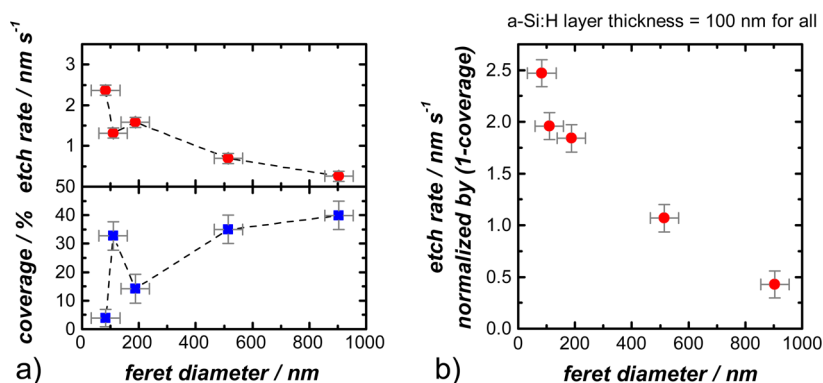 a-Si:H layer thickness = 100 nm for all
etch rate / nm s⁻¹
3
2
1
50
coverage / %
40
30
20
10
0
0 200 400 600 800 1000
a)
feret diameter / nm
etch rate / nm s⁻¹
normalized by (1-coverage)
2.5
2.0
1.5
1.0
0.5
0.0
0 200 400 600 800 1000
b)
feret diameter / nm